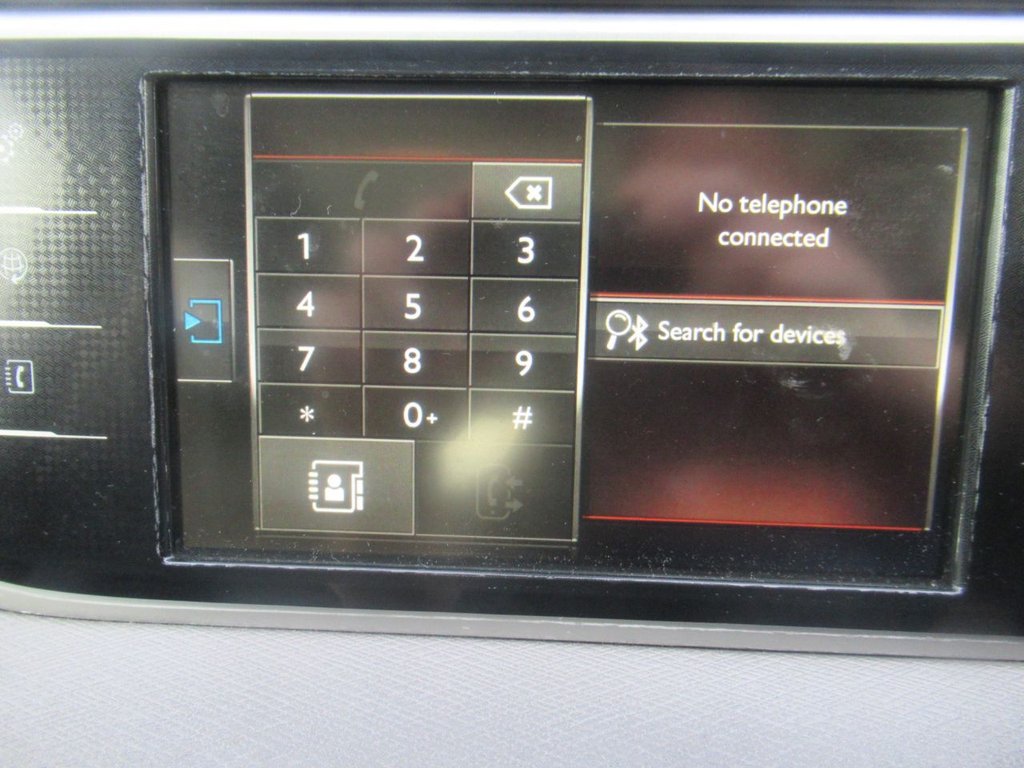 1 2 3
4 5 6
7 8 9
* 0+ #
No telephone
connected
Search for devices